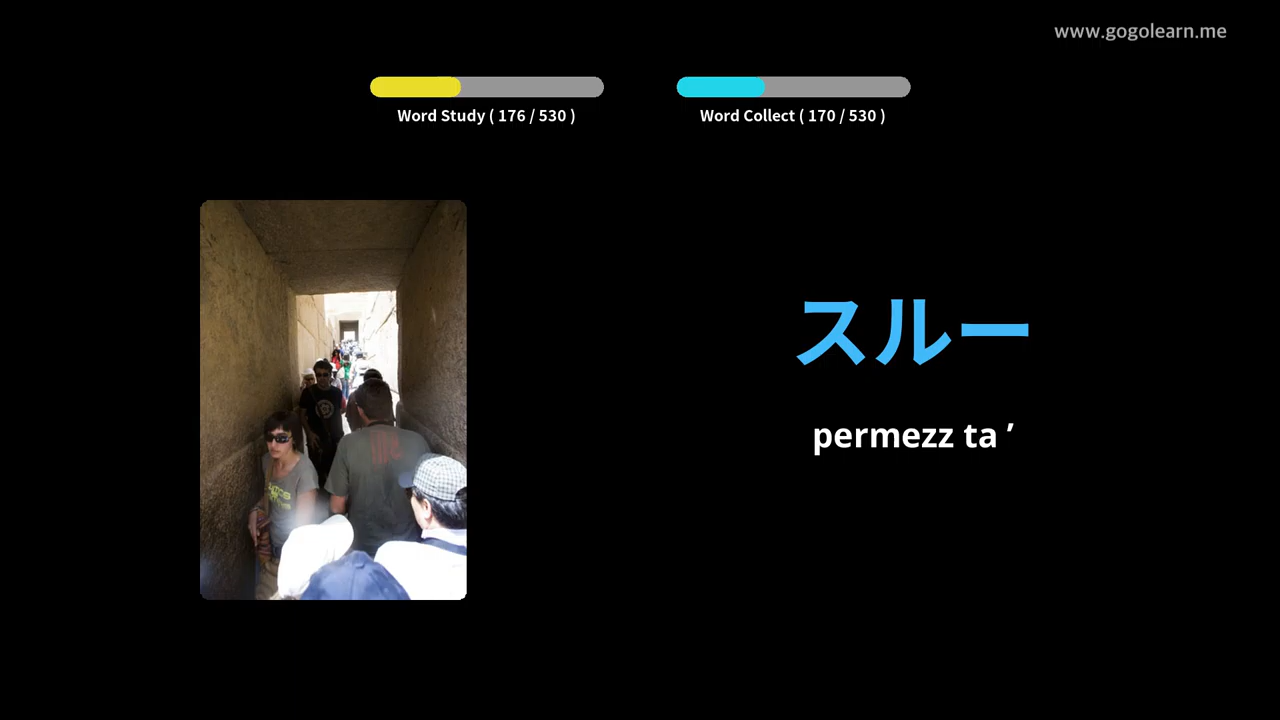 www.gogolearn.me
Word Study ( 176 / 530 )
Word Collect ( 170 / 530 )
スルー
permezz ta ’